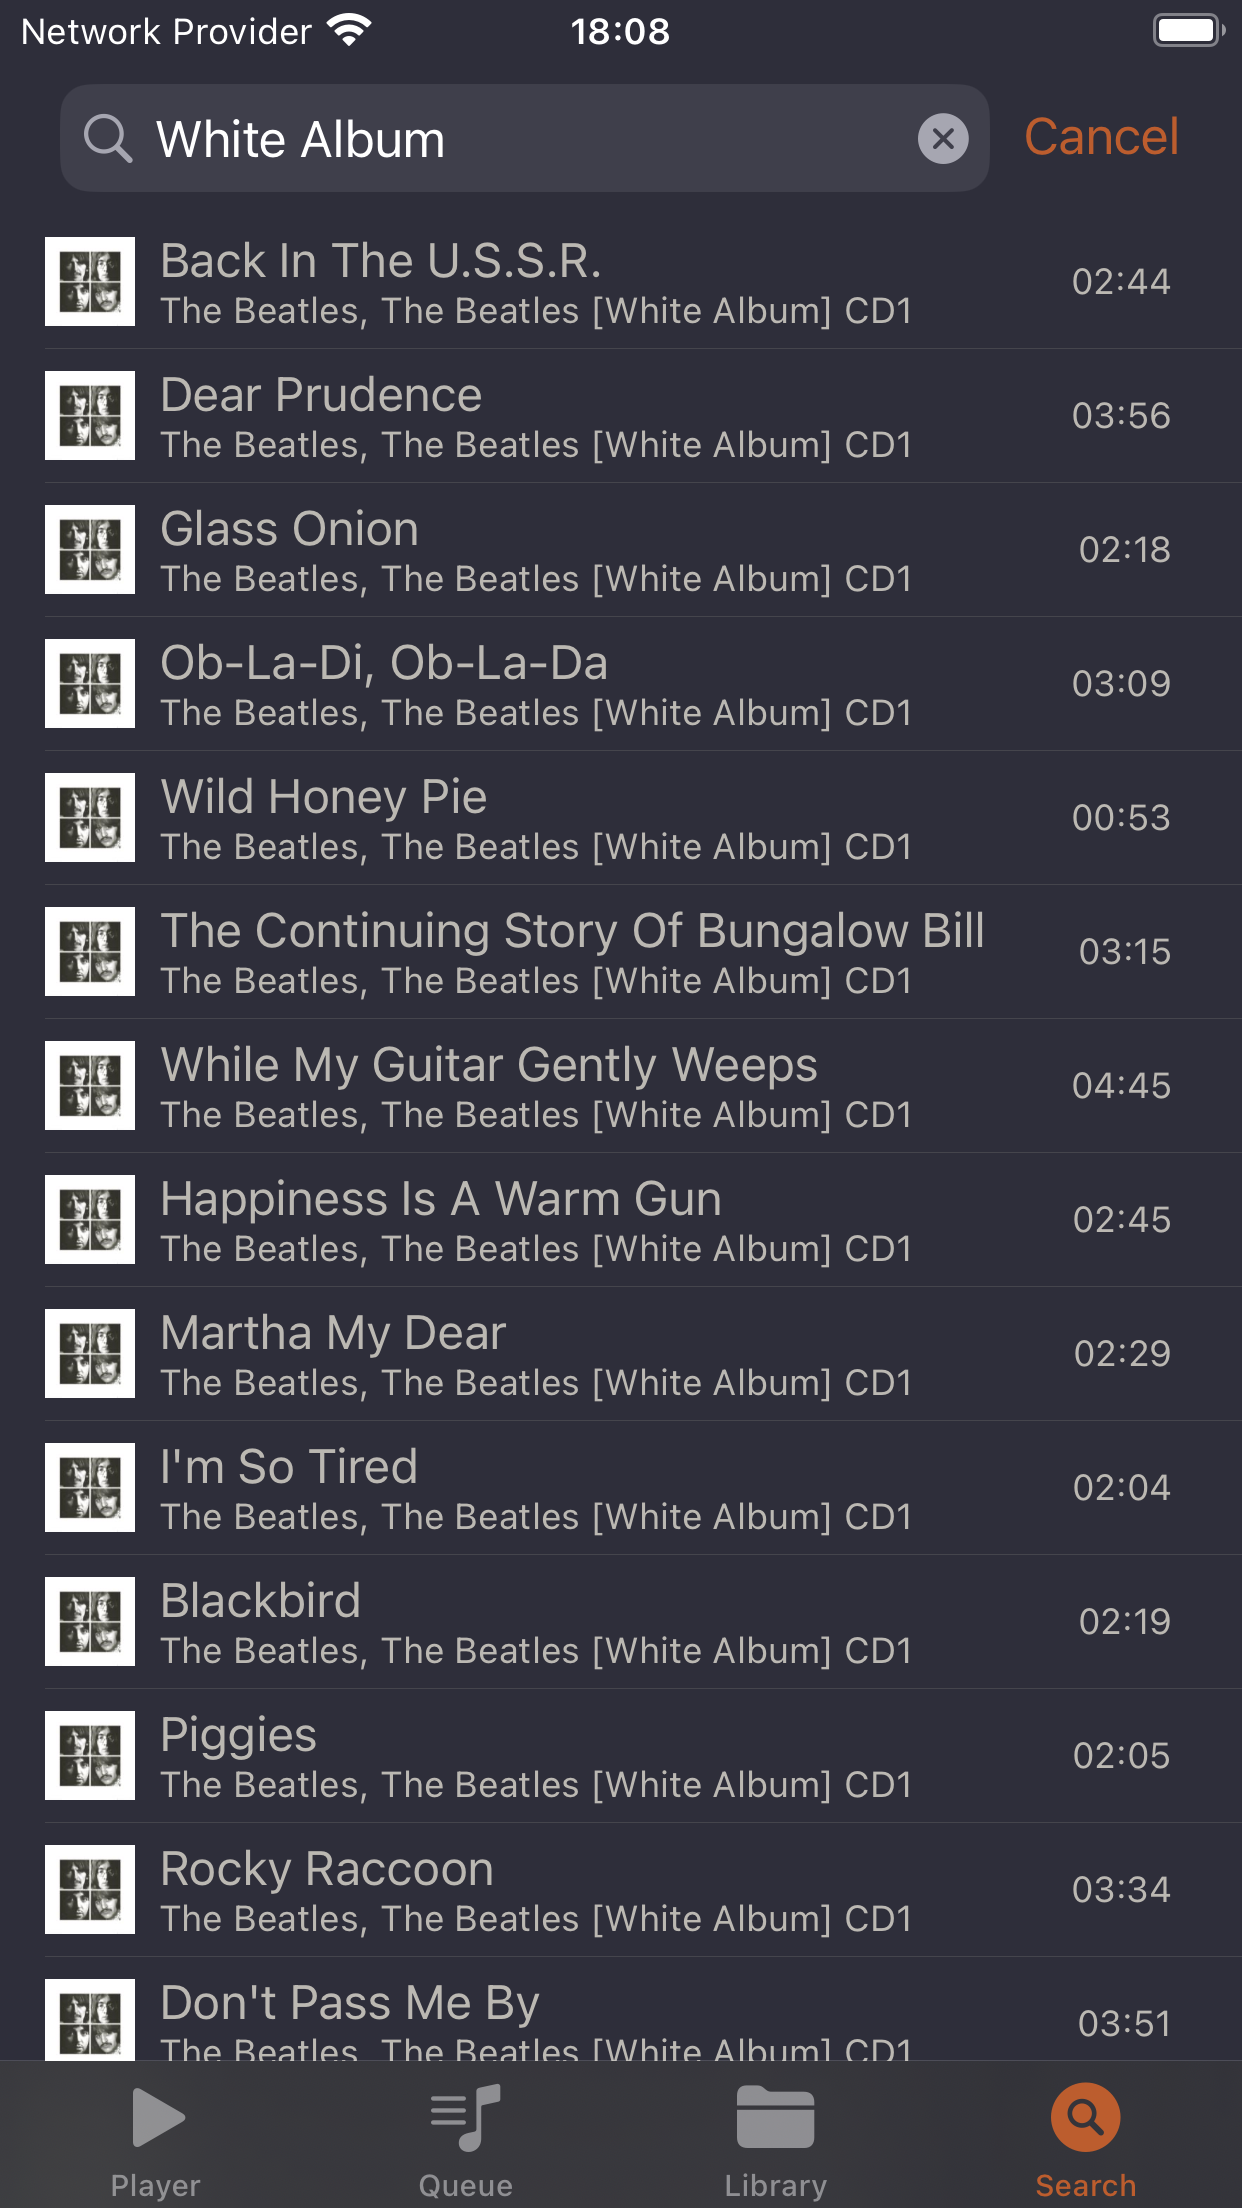 Network Provider 18:08
White Album Cancel
Back In The U.S.S.R.
The Beatles, The Beatles [White Album] CD1
02:44
Dear Prudence
The Beatles, The Beatles [White Album] CD1
03:56
Glass Onion
The Beatles, The Beatles [White Album] CD1
02:18
Ob-La-Di, Ob-La-Da
The Beatles, The Beatles [White Album] CD1
03:09
Wild Honey Pie
The Beatles, The Beatles [White Album] CD1
00:53
The Continuing Story Of Bungalow Bill
The Beatles, The Beatles [White Album] CD1
03:15
While My Guitar Gently Weeps
The Beatles, The Beatles [White Album] CD1
04:45
Happiness Is A Warm Gun
The Beatles, The Beatles [White Album] CD1
02:45
Martha My Dear
The Beatles, The Beatles [White Album] CD1
02:29
I'm So Tired
The Beatles, The Beatles [White Album] CD1
02:04
Blackbird
The Beatles, The Beatles [White Album] CD1
02:19
Piggies
The Beatles, The Beatles [White Album] CD1
02:05
Rocky Raccoon
The Beatles, The Beatles [White Album] CD1
03:34
Don't Pass Me By
The Beatles, The Beatles [White Album] CD1
03:51
Player Queue Library Search